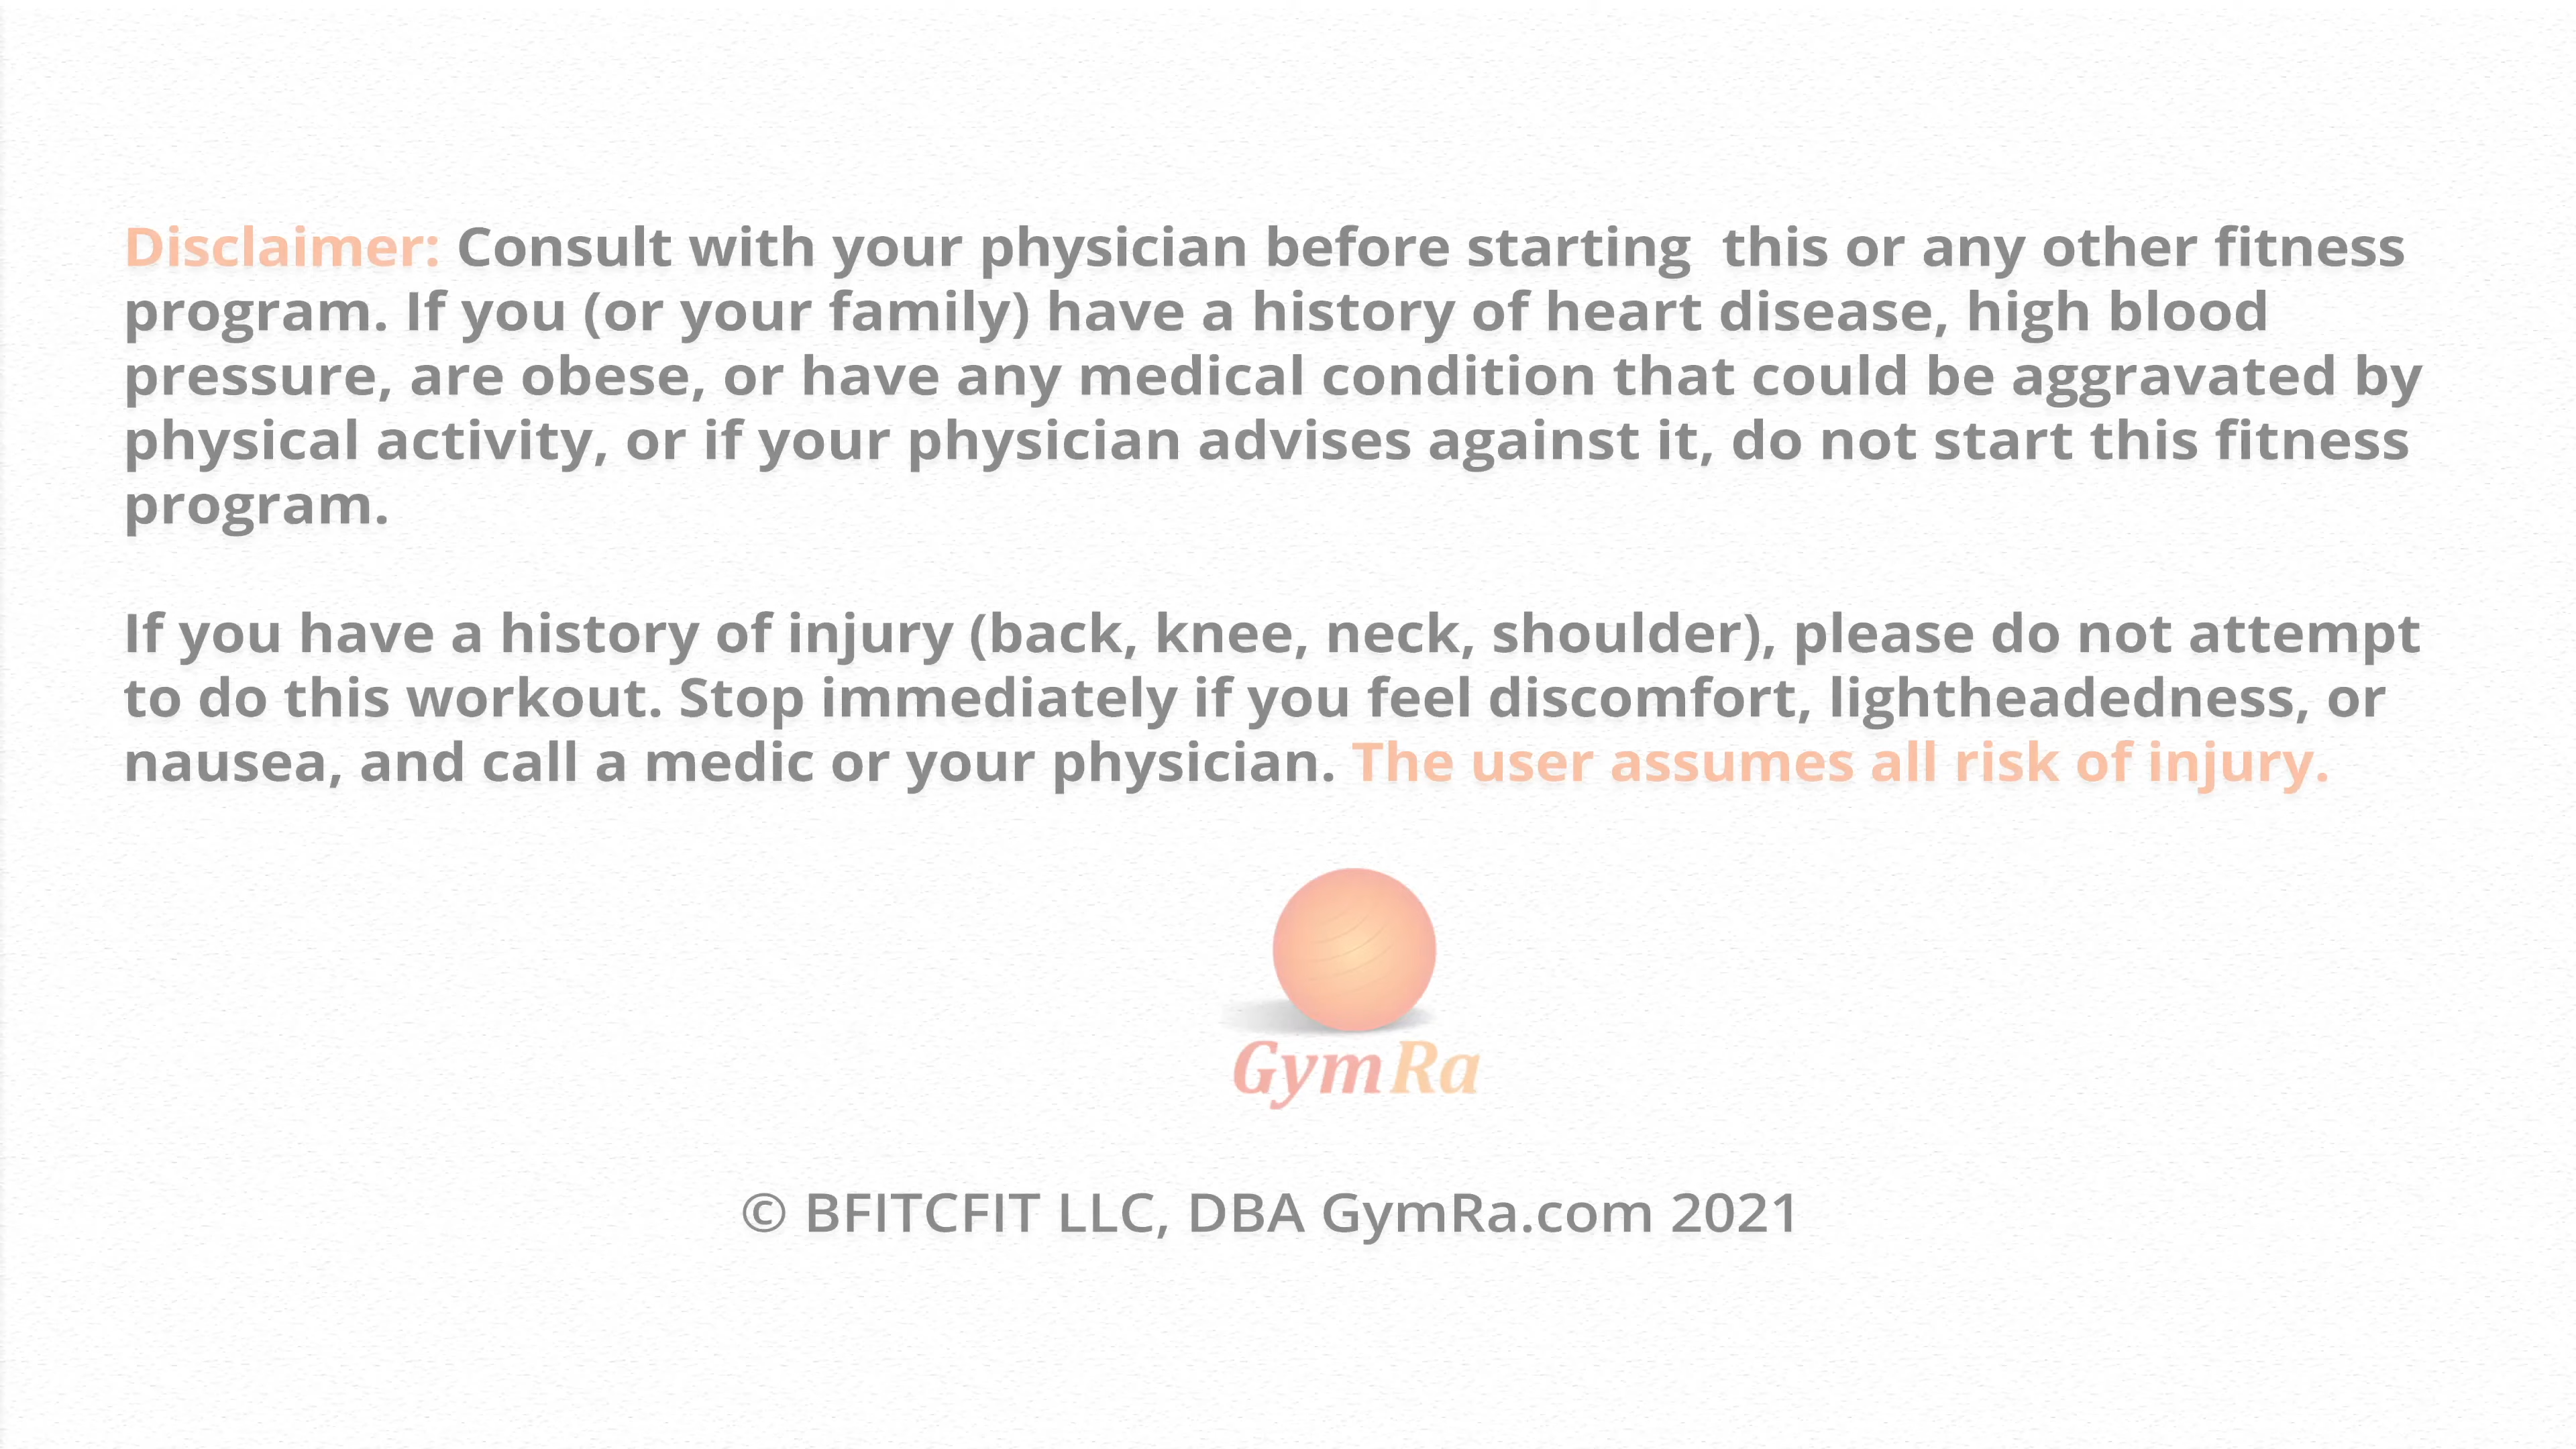 Disclaimer: Consult with your physician before starting  this or any other fitness
program. If you (or your family) have a history of heart disease, high blood
pressure, are obese, or have any medical condition that could be aggravated by
physical activity, or if your physician advises against it, do not start this fitness
program.
If you have a history of injury (back, knee, neck, shoulder), please do not attempt
to do this workout. Stop immediately if you feel discomfort, lightheadedness, or
nausea, and call a medic or your physician. The user assumes all risk of injury.
GymRa
© BFITCFIT LLC, DBA GymRa.com 2021